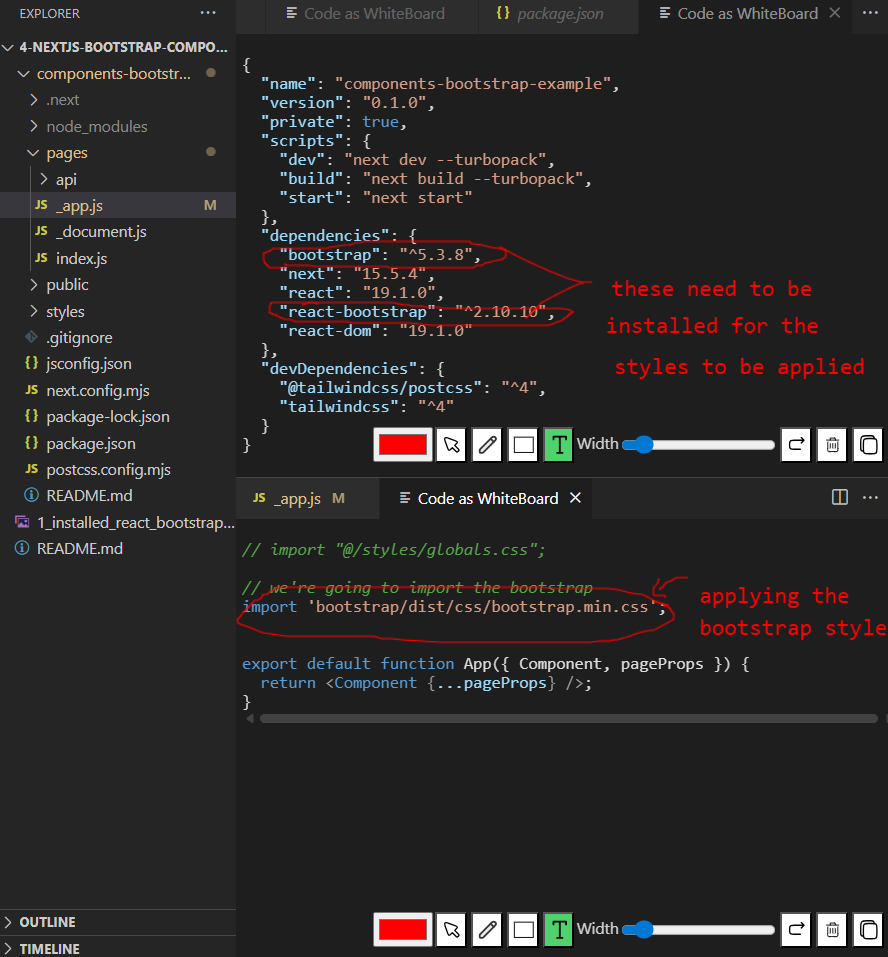 EXPLORER
4-NEXTJS-BOOTSTRAP-COMPO...
components-bootstr...
.next
node_modules
pages
api
JS _app.js M
JS _document.js
JS index.js
public
styles
.gitignore
{} jsconfig.json
JS next.config.mjs
{} package-lock.json
{} package.json
JS postcss.config.mjs
README.md
1_installed_react_bootstrap...
README.md
OUTLINE
TIMELINE
Code as WhiteBoard
{} package.json
Code as WhiteBoard
{
"name": "components-bootstrap-example",
"version": "0.1.0",
"private": true,
"scripts": {
"dev": "next dev --turbopack",
"build": "next build --turbopack",
"start": "next start"
},
"dependencies": {
"bootstrap": "^5.3.8",
"next": "15.5.4",
"react": "19.1.0",
"react-bootstrap": "^2.10.10",
"react-dom": "19.1.0"
},
"devDependencies": {
"@tailwindcss/postcss": "^4",
"tailwindcss": "^4"
}
}
these need to be
installed for the
styles to be applied
T Width
JS _app.js M
Code as WhiteBoard
// import "@/styles/globals.css";
// we're going to import the bootstrap
import 'bootstrap/dist/css/bootstrap.min.css';
applying the
bootstrap style
export default function App({ Component, pageProps }) {
return <Component {...pageProps} />;
}
T Width